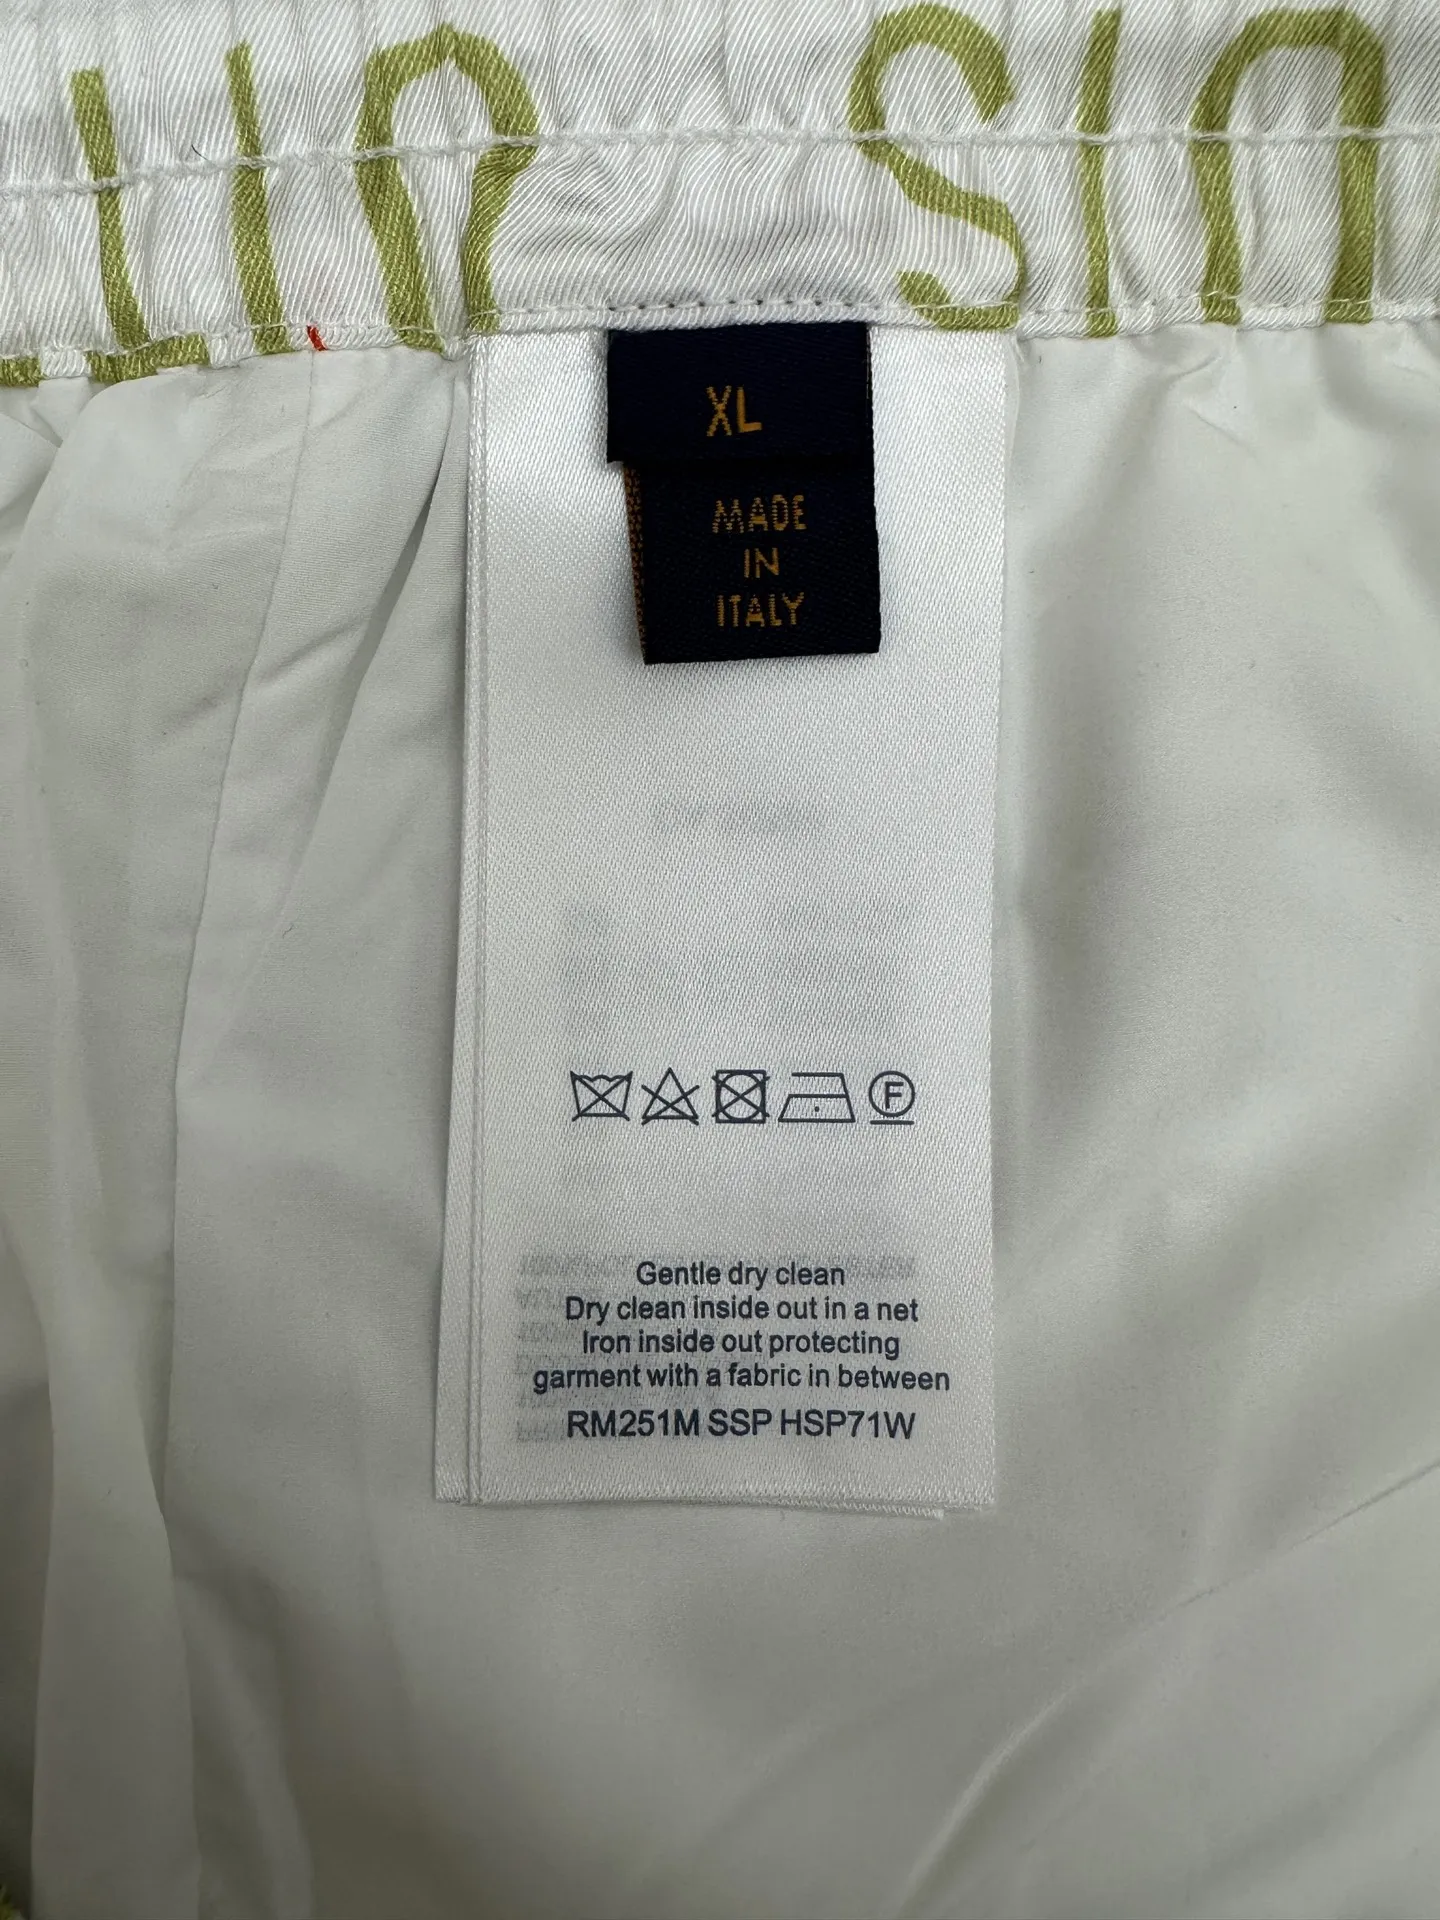 XL
MADE
IN
ITALY
F
Gentle dry clean
Dry clean inside out in a net
Iron inside out protecting
garment with a fabric in between
RM251M SSP HSP71W